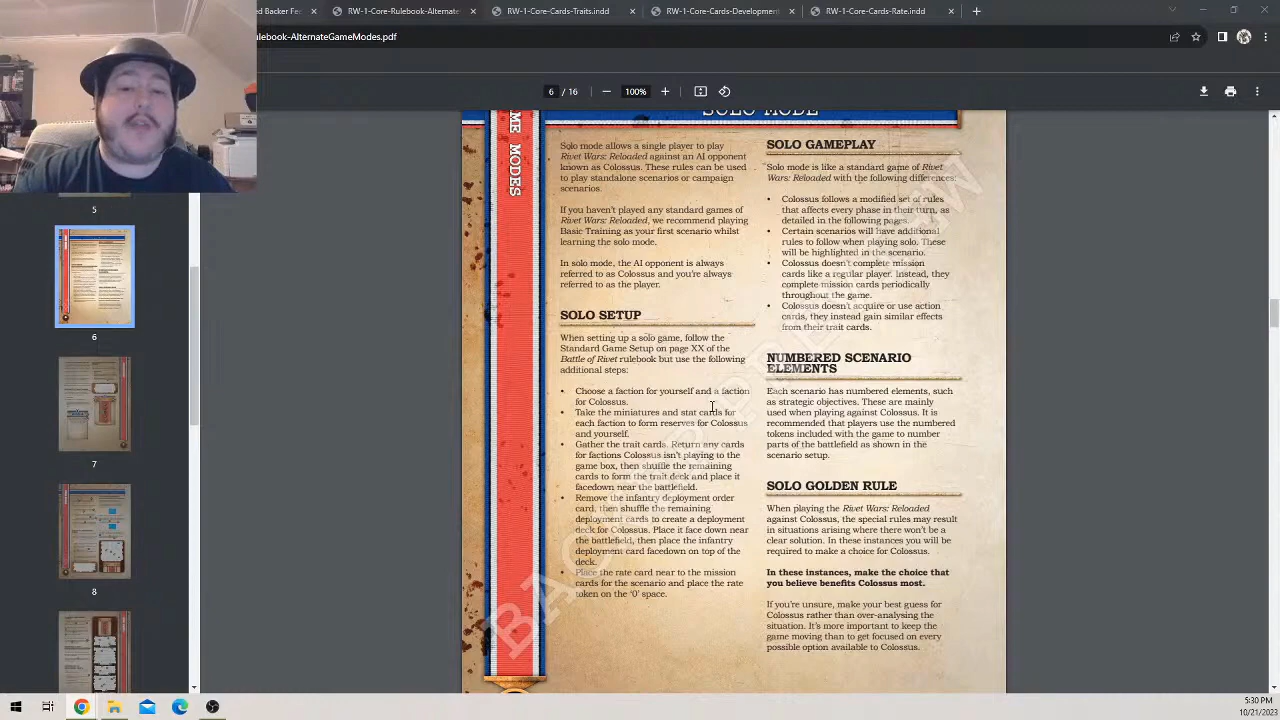 ed Backer Fe
RW-1-Core-Rulebook-Alternate
RW-1-Core-Cards-Traits.indd
RW-1-Core-Cards-Development
RW-1-Core-Cards-Rate.indd
ulebook-AlternateGameModes.pdf
6 / 16
100%
5
6
7
8
ME MODES
SOLO MODE
Solo mode allows a single player to play
Rivet Wars: Reloaded against an AI opponent
known as Colossus. These rules can be used
to play standalone scenarios or campaign
scenarios.
If you haven't played any standard games of
Rivet Wars: Reloaded, we recommend playing
Basic Training as your first scenario whilst
learning the solo mode.
In solo mode, the AI opponent is always
referred to as Colossus and you're always
referred to as the player.
SOLO SETUP
When setting up a solo game, follow the
Standard Game Setup on page XX of the
Battle of Rivet rulebook but use the following
additional steps:
• Choose a faction for yourself and a faction
for Colossus.
• Take the miniatures and stat cards for
each faction to form reserves for Colossus
and yourself.
• Gather the trait cards. Return any cards
for factions Colossus isn't playing to the
game box, then shuffle the remaining
cards to form the trait deck and place it
facedown near the battlefield.
• Remove the infantry deployment order
card, then shuffle the remaining
deployment cards to create a deployment
deck for Colossus. Place it face down near
the battlefield, then place the infantry
deployment card facedown on top of the
deck.
• Place the rate card near to the mission
cards for the scenario and place the rate
token on the '0' space.
SOLO GAMEPLAY
Solo mode is like a standard game of Rivet
Wars: Reloaded with the following differences:
• Colossus follows a modified set of rules
that affects every phase in their turn, as
detailed in the following pages.
• Certain scenarios will have additional
rules to follow when playing solo. These
will be highlighted in the scenario.
• Colossus doesn't complete mission
cards like a regular player. Instead, they
complete mission cards periodically
throughout the game.
• Colossus doesn't acquire or use action
cards, they instead gain similar effects
from their trait cards.
NUMBERED SCENARIO
ELEMENTS
Each scenario has numbered elements, such
as strategic objectives. These are mainly
used when playing against Colossus. It is
recommended that players use the numbered
tokens included with the game to number
parts of the battlefield as shown in the
scenario setup.
SOLO GOLDEN RULE
When playing the Rivet Wars: Reloaded
against Colossus, the special rules may result
in situations arising where there won't be a
clear solution. In these instances you will be
required to make a choice for Colossus.
In these instances, make the choice that
you believe benefits Colossus most.
If you're unsure, make your best guess for
Colossus rather than over-analysing the
situation. It's more important to keep the
game moving than to get focused on every
possible option available to Colossus.
5:30 PM
10/21/2023